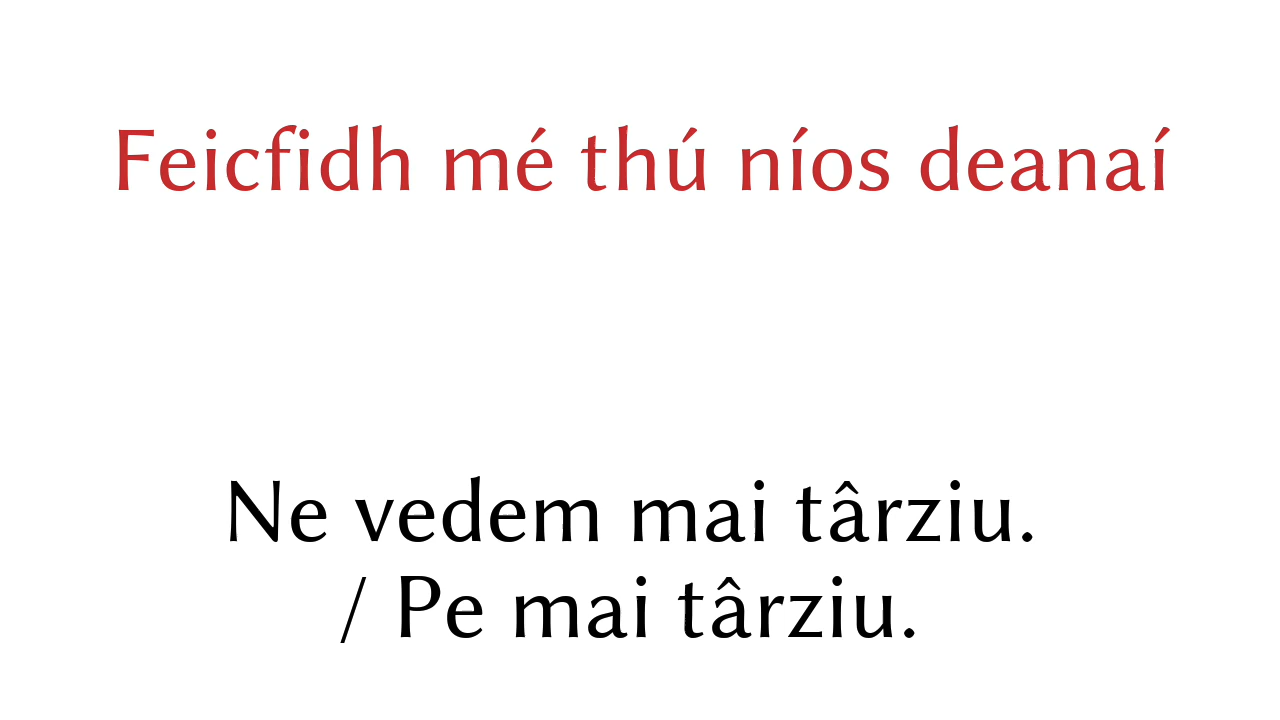 Feicfidh mé thú níos deanaí
Ne vedem mai târziu.
/ Pe mai târziu.